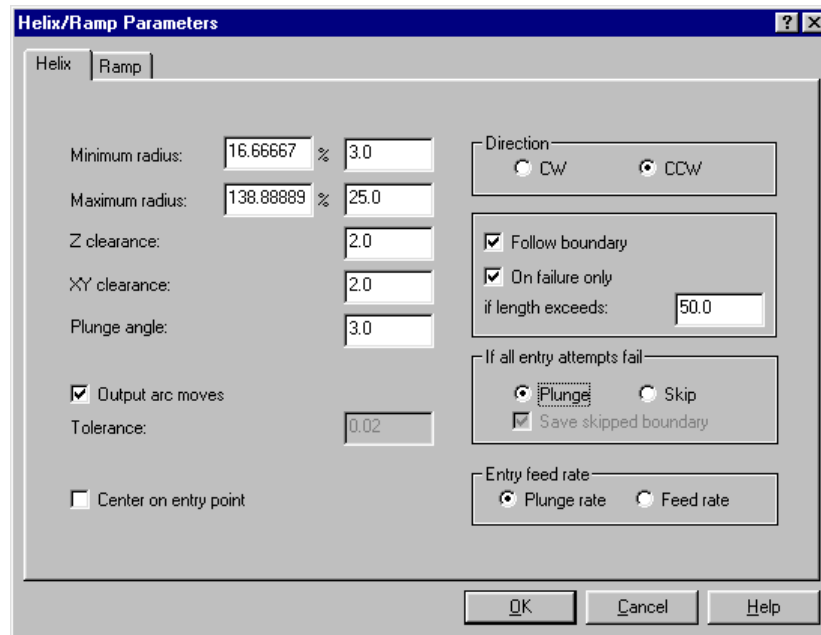 Helix/Ramp Parameters
Helix
Ramp
Minimum radius: 16.66667 % 3.0
Maximum radius: 138.88889 % 25.0
Z clearance: 2.0
XY clearance: 2.0
Plunge angle: 3.0
Output arc moves
Tolerance: 0.02
Center on entry point
Direction
CW CCW
Follow boundary
On failure only
if length exceeds: 50.0
If all entry attempts fail
Plunge Skip
Save skipped boundary
Entry feed rate
Plunge rate Feed rate
OK Cancel Help